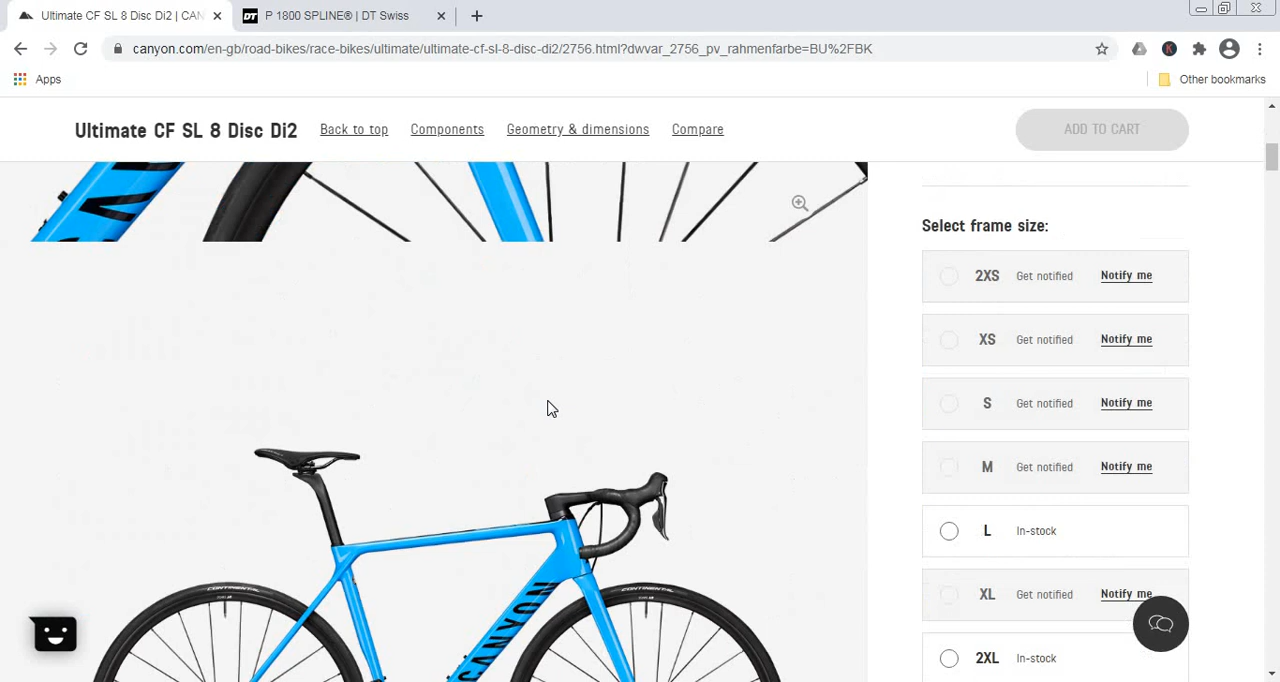 Ultimate CF SL 8 Disc Di2 | CAN
DT P 1800 SPLINE® | DT Swiss
canyon.com/en-gb/road-bikes/race-bikes/ultimate/ultimate-cf-sl-8-disc-di2/2756.html?dwvar_2756_pv_rahmenfarbe=BU%2FBK
K
Apps
Other bookmarks
Ultimate CF SL 8 Disc Di2
Back to top
Components
Geometry & dimensions
Compare
ADD TO CART
Select frame size:
2XS Get notified Notify me
XS Get notified Notify me
S Get notified Notify me
M Get notified Notify me
L In-stock
XL Get notified Notify me
2XL In-stock
CONTINENTAL
CONTINENTAL
CANYON